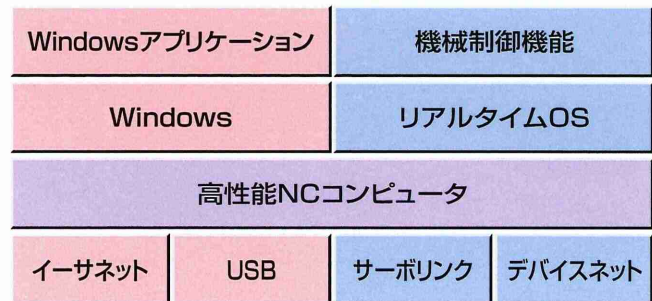 Windowsアプリケーション
機械制御機能
Windows
リアルタイムOS
高性能NCコンピュータ
イーサネット
USB
サーボリンク
デバイスネット